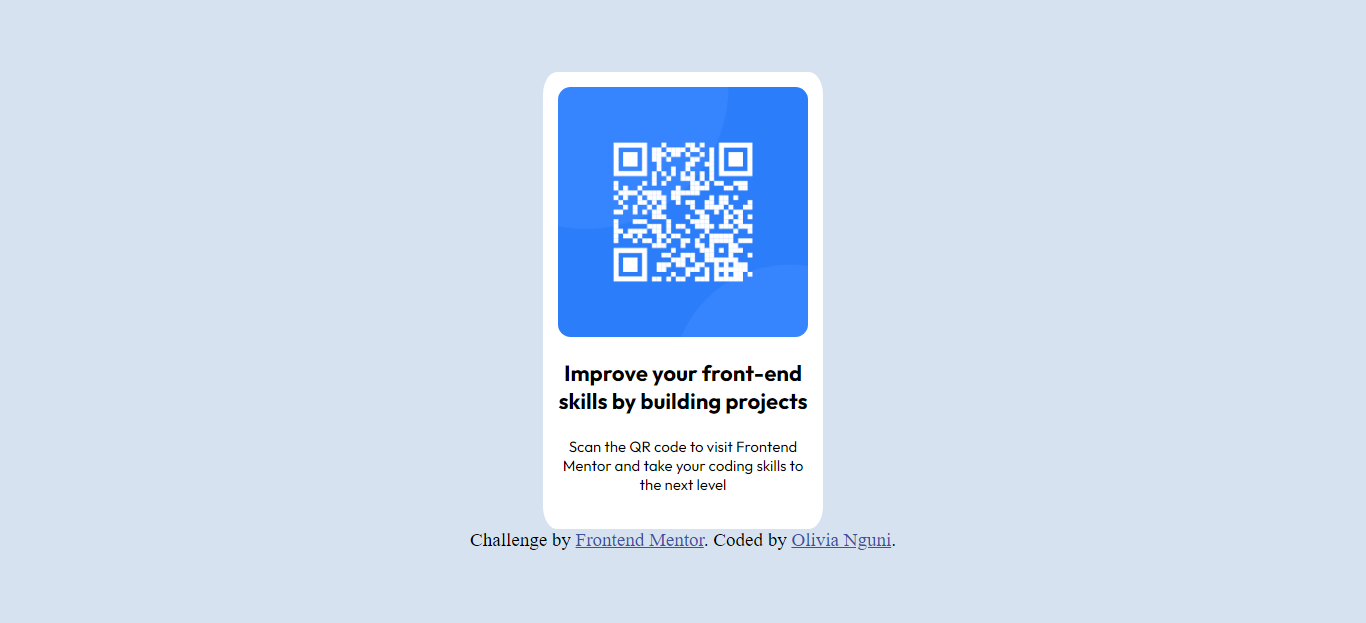 Improve your front-end
skills by building projects
Scan the QR code to visit Frontend
Mentor and take your coding skills to
the next level
Challenge by Frontend Mentor. Coded by Olivia Nguni.